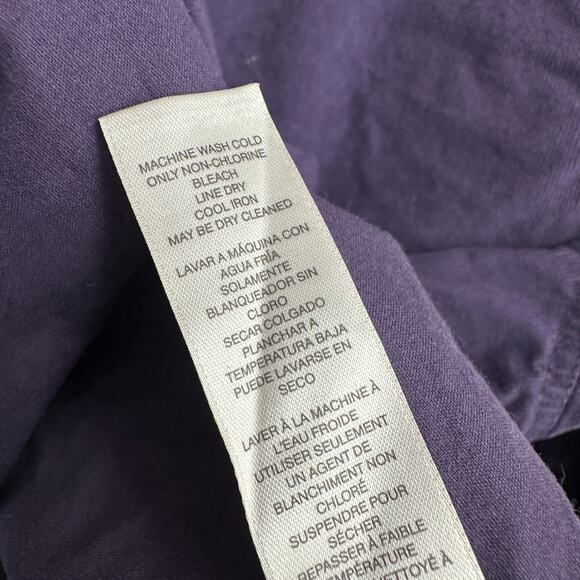 MACHINE WASH COLD
ONLY NON-CHLORINE
BLEACH
LINE DRY
COOL IRON
MAY BE DRY CLEANED
LAVAR A MÁQUINA CON
AGUA FRÍA
SOLAMENTE
BLANQUEADOR SIN
CLORO
SECAR COLGADO
PLANCHAR A
TEMPERATURA BAJA
PUEDE LAVARSE EN
SECO
LAVER À LA MACHINE À
L'EAU FROIDE
UTILISER SEULEMENT
UN AGENT DE
BLANCHIMENT NON
CHLORÉ
SUSPENDRE POUR
SÉCHER
REPASSER À FAIBLE
TEMPÉRATURE
NETTOYÉ À